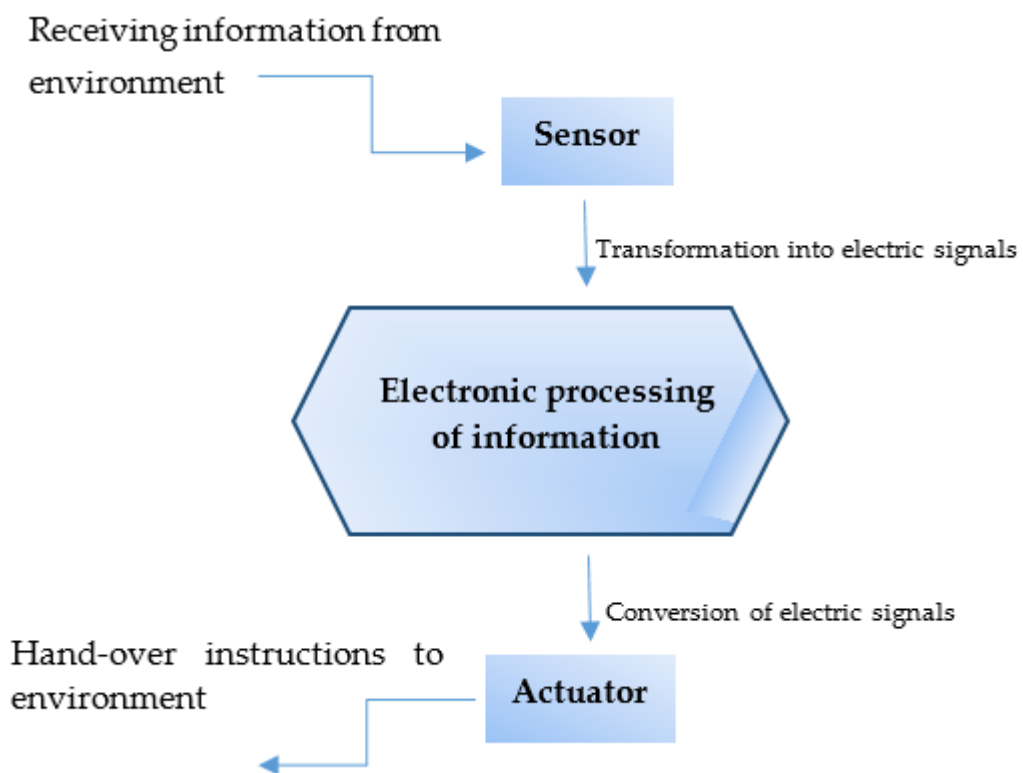 Receiving information from
environment
Sensor
Transformation into electric signals
Electronic processing
of information
Conversion of electric signals
Hand-over instructions to
environment
Actuator